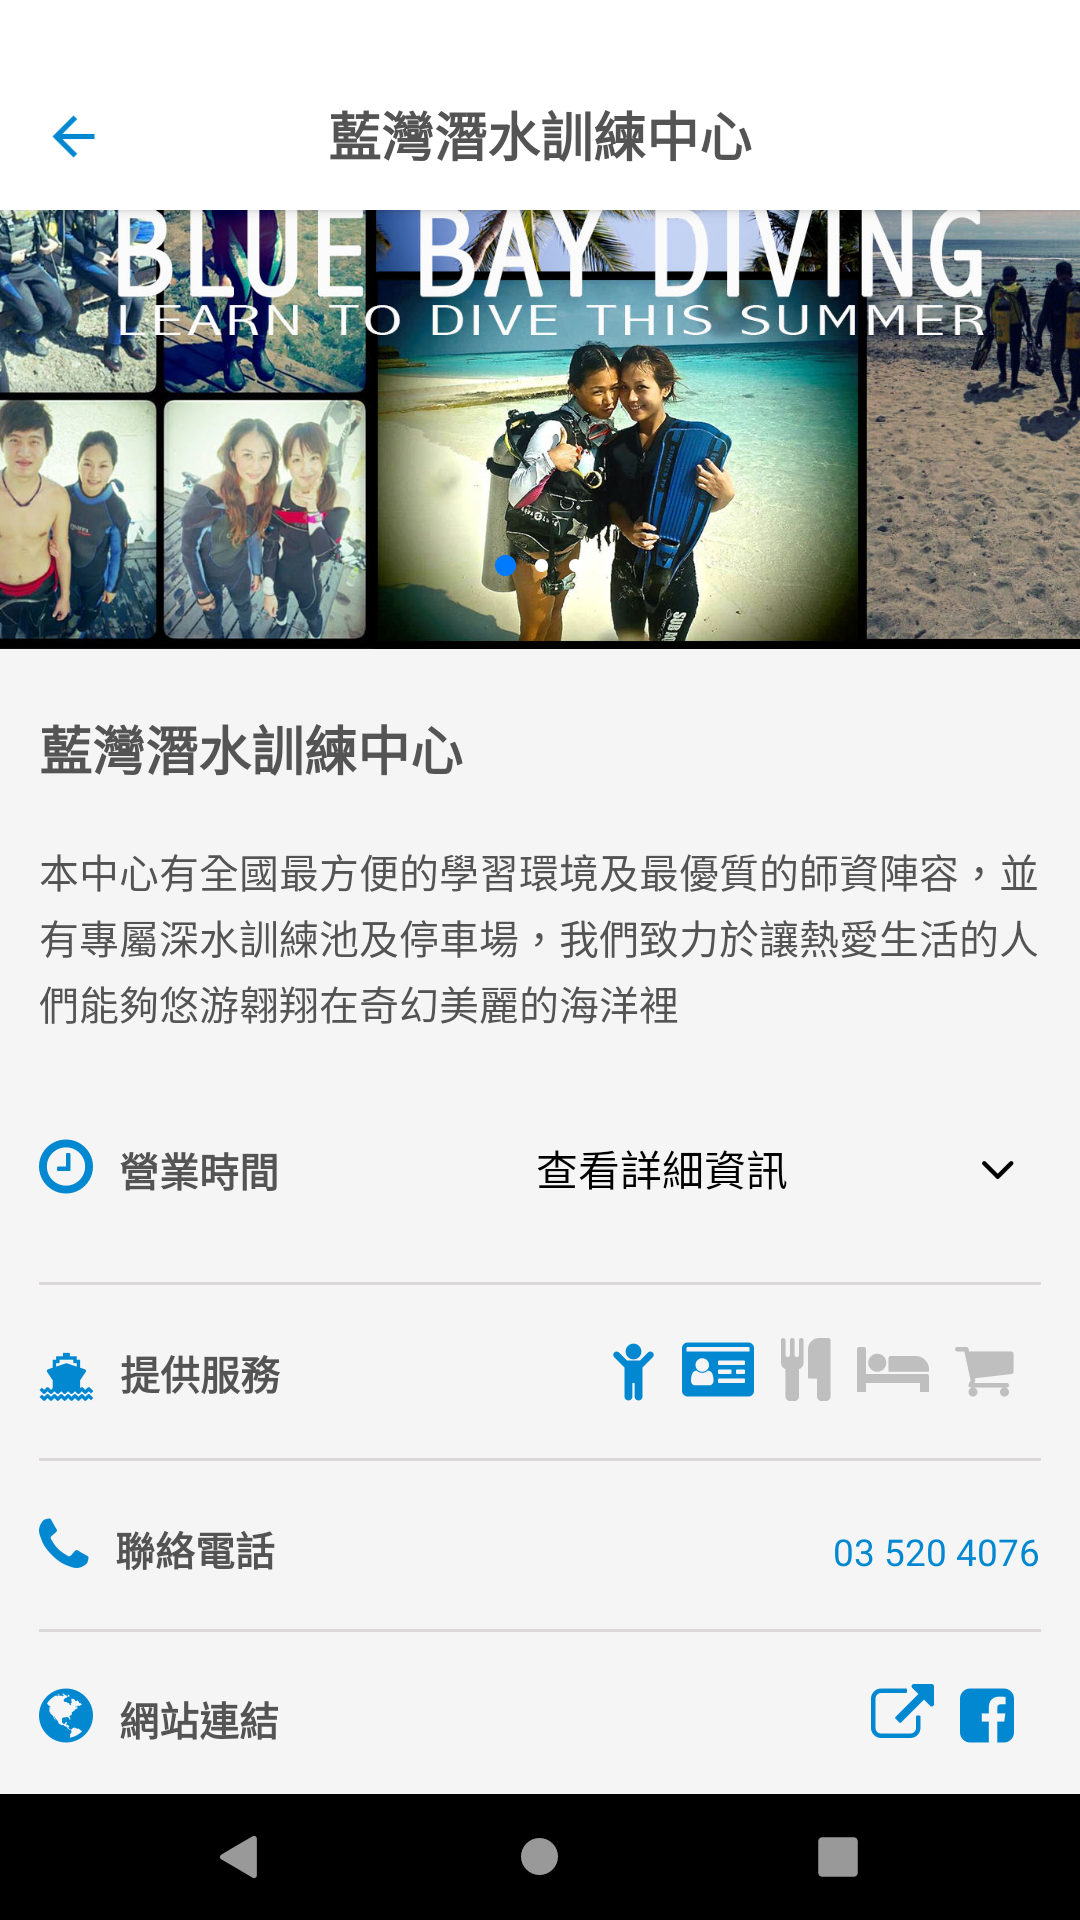 藍灣潛水訓練中心
BLUE BAY DIVING
LEARN TO DIVE THIS SUMMER
藍灣潛水訓練中心
本中心有全國最方便的學習環境及最優質的師資陣容，並
有專屬深水訓練池及停車場，我們致力於讓熱愛生活的人
們能夠悠游翱翔在奇幻美麗的海洋裡
營業時間
查看詳細資訊
提供服務
聯絡電話
03 520 4076
網站連結